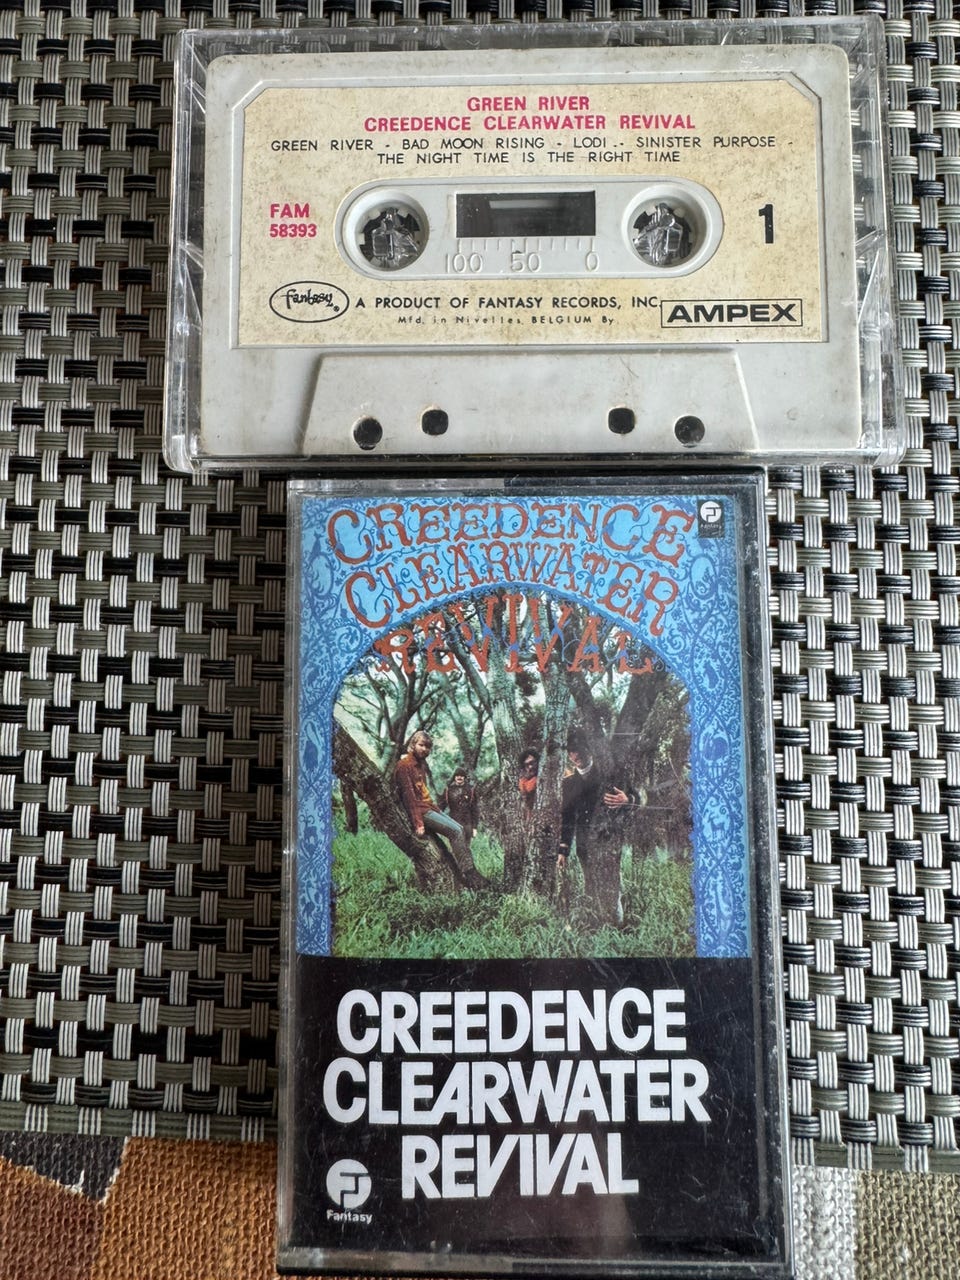 GREEN RIVER
CREEDENCE CLEARWATER REVIVAL
GREEN RIVER - BAD MOON RISING - LODI -- SINISTER PURPOSE -
THE NIGHT TIME IS THE RIGHT TIME
FAM
58393
1
100 50 0
fantasy
A PRODUCT OF FANTASY RECORDS, INC.
Mfd. in Nivelles, BELGIUM By
AMPEX
CREEDENCE
CLEARWATER
REVIVAL
Fantasy
CREEDENCE
CLEARWATER
REVIVAL
Fantasy